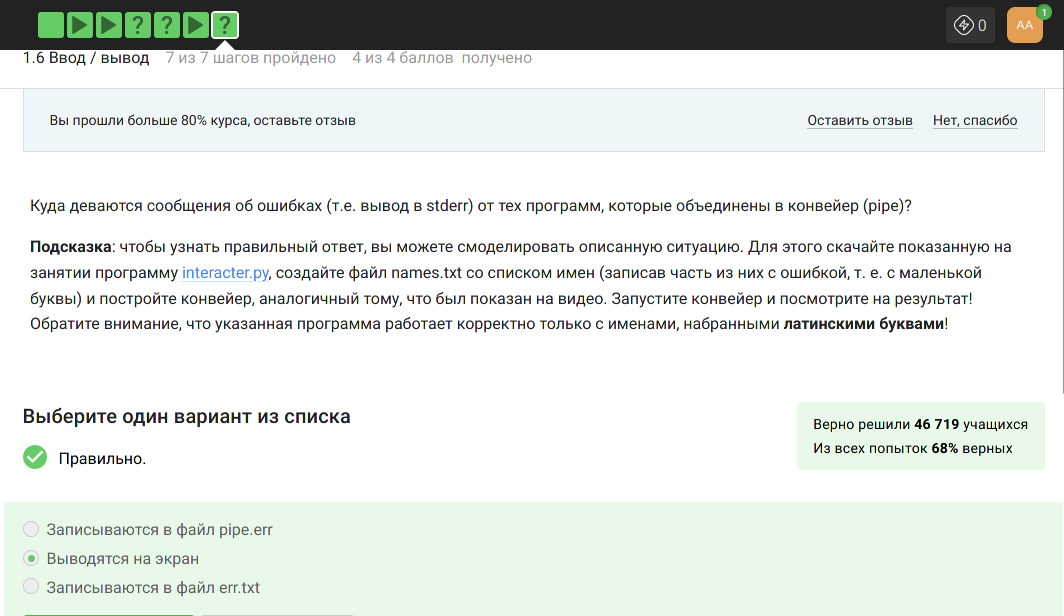 ? ? ?
0
AA
1
1.6 Ввод / вывод 7 из 7 шагов пройдено 4 из 4 баллов получено
Вы прошли больше 80% курса, оставьте отзыв Оставить отзыв Нет, спасибо
Куда деваются сообщения об ошибках (т.е. вывод в stderr) от тех программ, которые объединены в конвейер (pipe)?
Подсказка: чтобы узнать правильный ответ, вы можете смоделировать описанную ситуацию. Для этого скачайте показанную на
занятии программу interacter.py, создайте файл names.txt со списком имен (записав часть из них с ошибкой, т. е. с маленькой
буквы) и постройте конвейер, аналогичный тому, что был показан на видео. Запустите конвейер и посмотрите на результат!
Обратите внимание, что указанная программа работает корректно только с именами, набранными латинскими буквами!
Выберите один вариант из списка
Верно решили 46 719 учащихся
Из всех попыток 68% верных
Правильно.
Записываются в файл pipe.err
Выводятся на экран
Записываются в файл err.txt